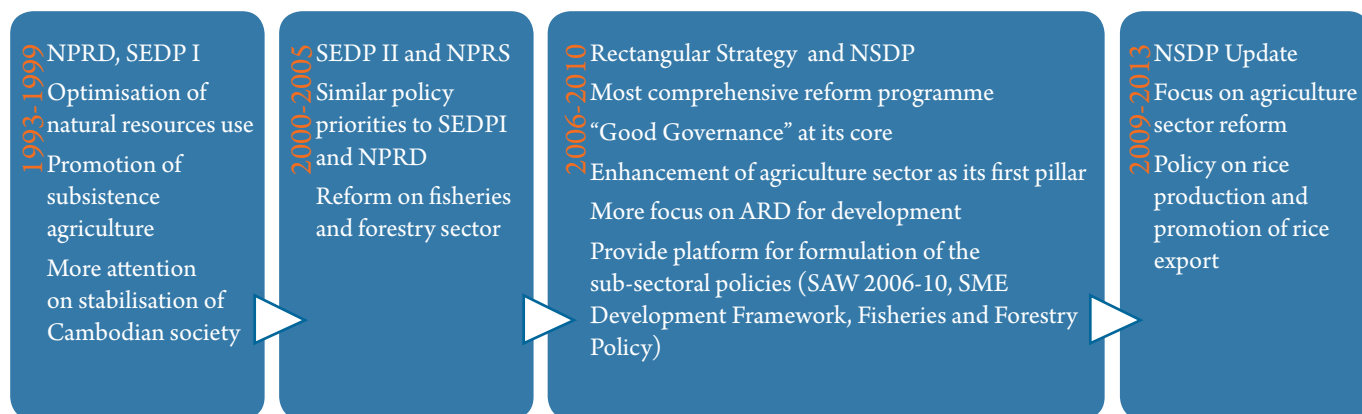 1993-1999
NPRD, SEDP I
Optimisation of
natural resources use
Promotion of
subsistence
agriculture
More attention
on stabilisation of
Cambodian society
2000-2005
SEDP II and NPRS
Similar policy
priorities to SEDPI
and NPRD
Reform on fisheries
and forestry sector
2006-2010
Rectangular Strategy and NSDP
Most comprehensive reform programme
“Good Governance” at its core
Enhancement of agriculture sector as its first pillar
More focus on ARD for development
Provide platform for formulation of the
sub-sectoral policies (SAW 2006-10, SME
Development Framework, Fisheries and Forestry
Policy)
2009-2013
NSDP Update
Focus on agriculture
sector reform
Policy on rice
production and
promotion of rice
export